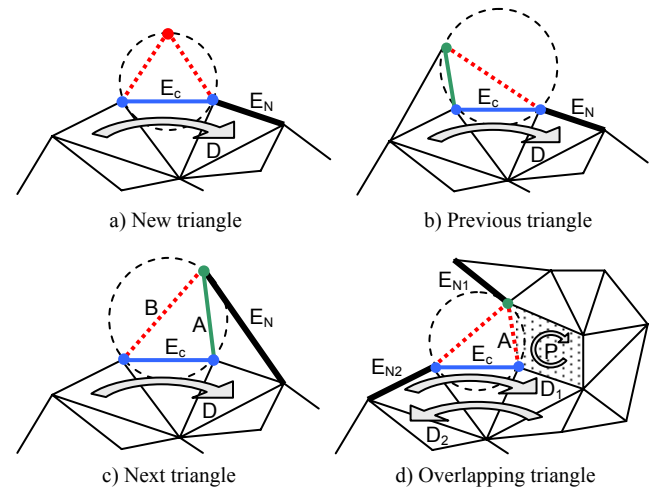 E_c
E_N
D
a) New triangle
E_c
E_N
D
b) Previous triangle
B
A
E_N
E_c
D
c) Next triangle
E_N1
A
P
E_c
E_N2
D_1
D_2
d) Overlapping triangle